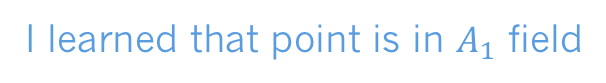 I learned that point is in A₁ field